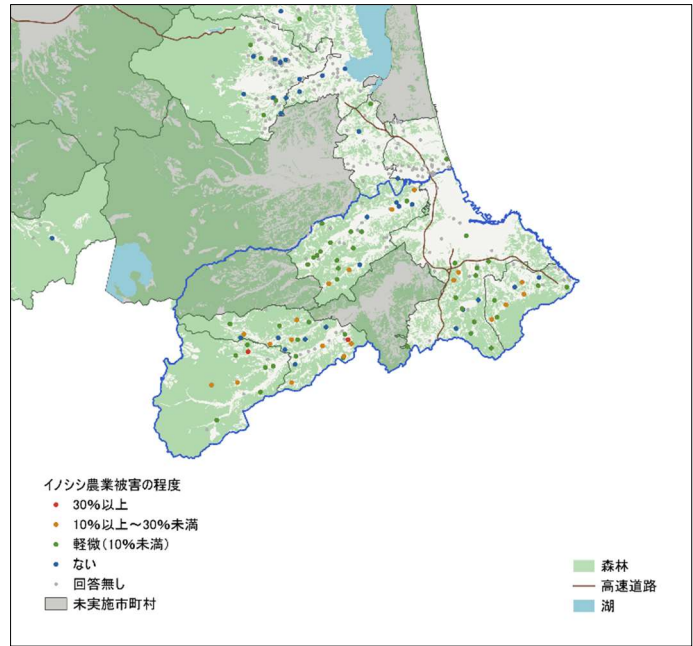 イノシシ農業被害の程度
30%以上
10%以上～30%未満
軽微(10%未満)
ない
回答無し
未実施市町村
森林
高速道路
湖